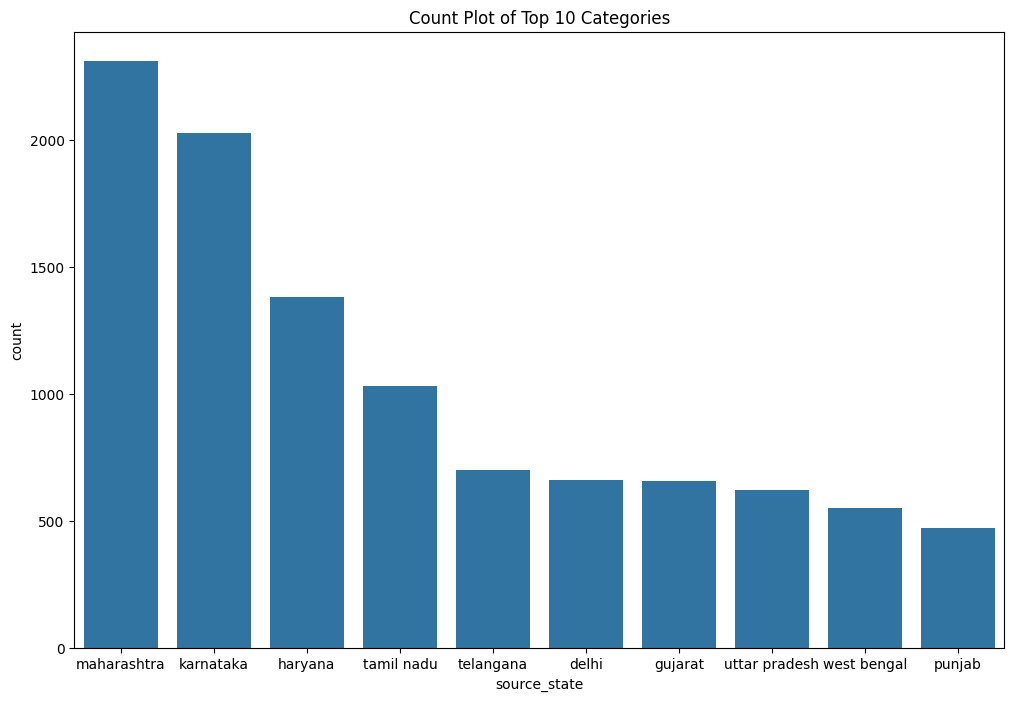 Count Plot of Top 10 Categories
count
2000
1500
1000
500
0
maharashtra karnataka haryana tamil nadu telangana delhi gujarat uttar pradesh west bengal punjab
source_state